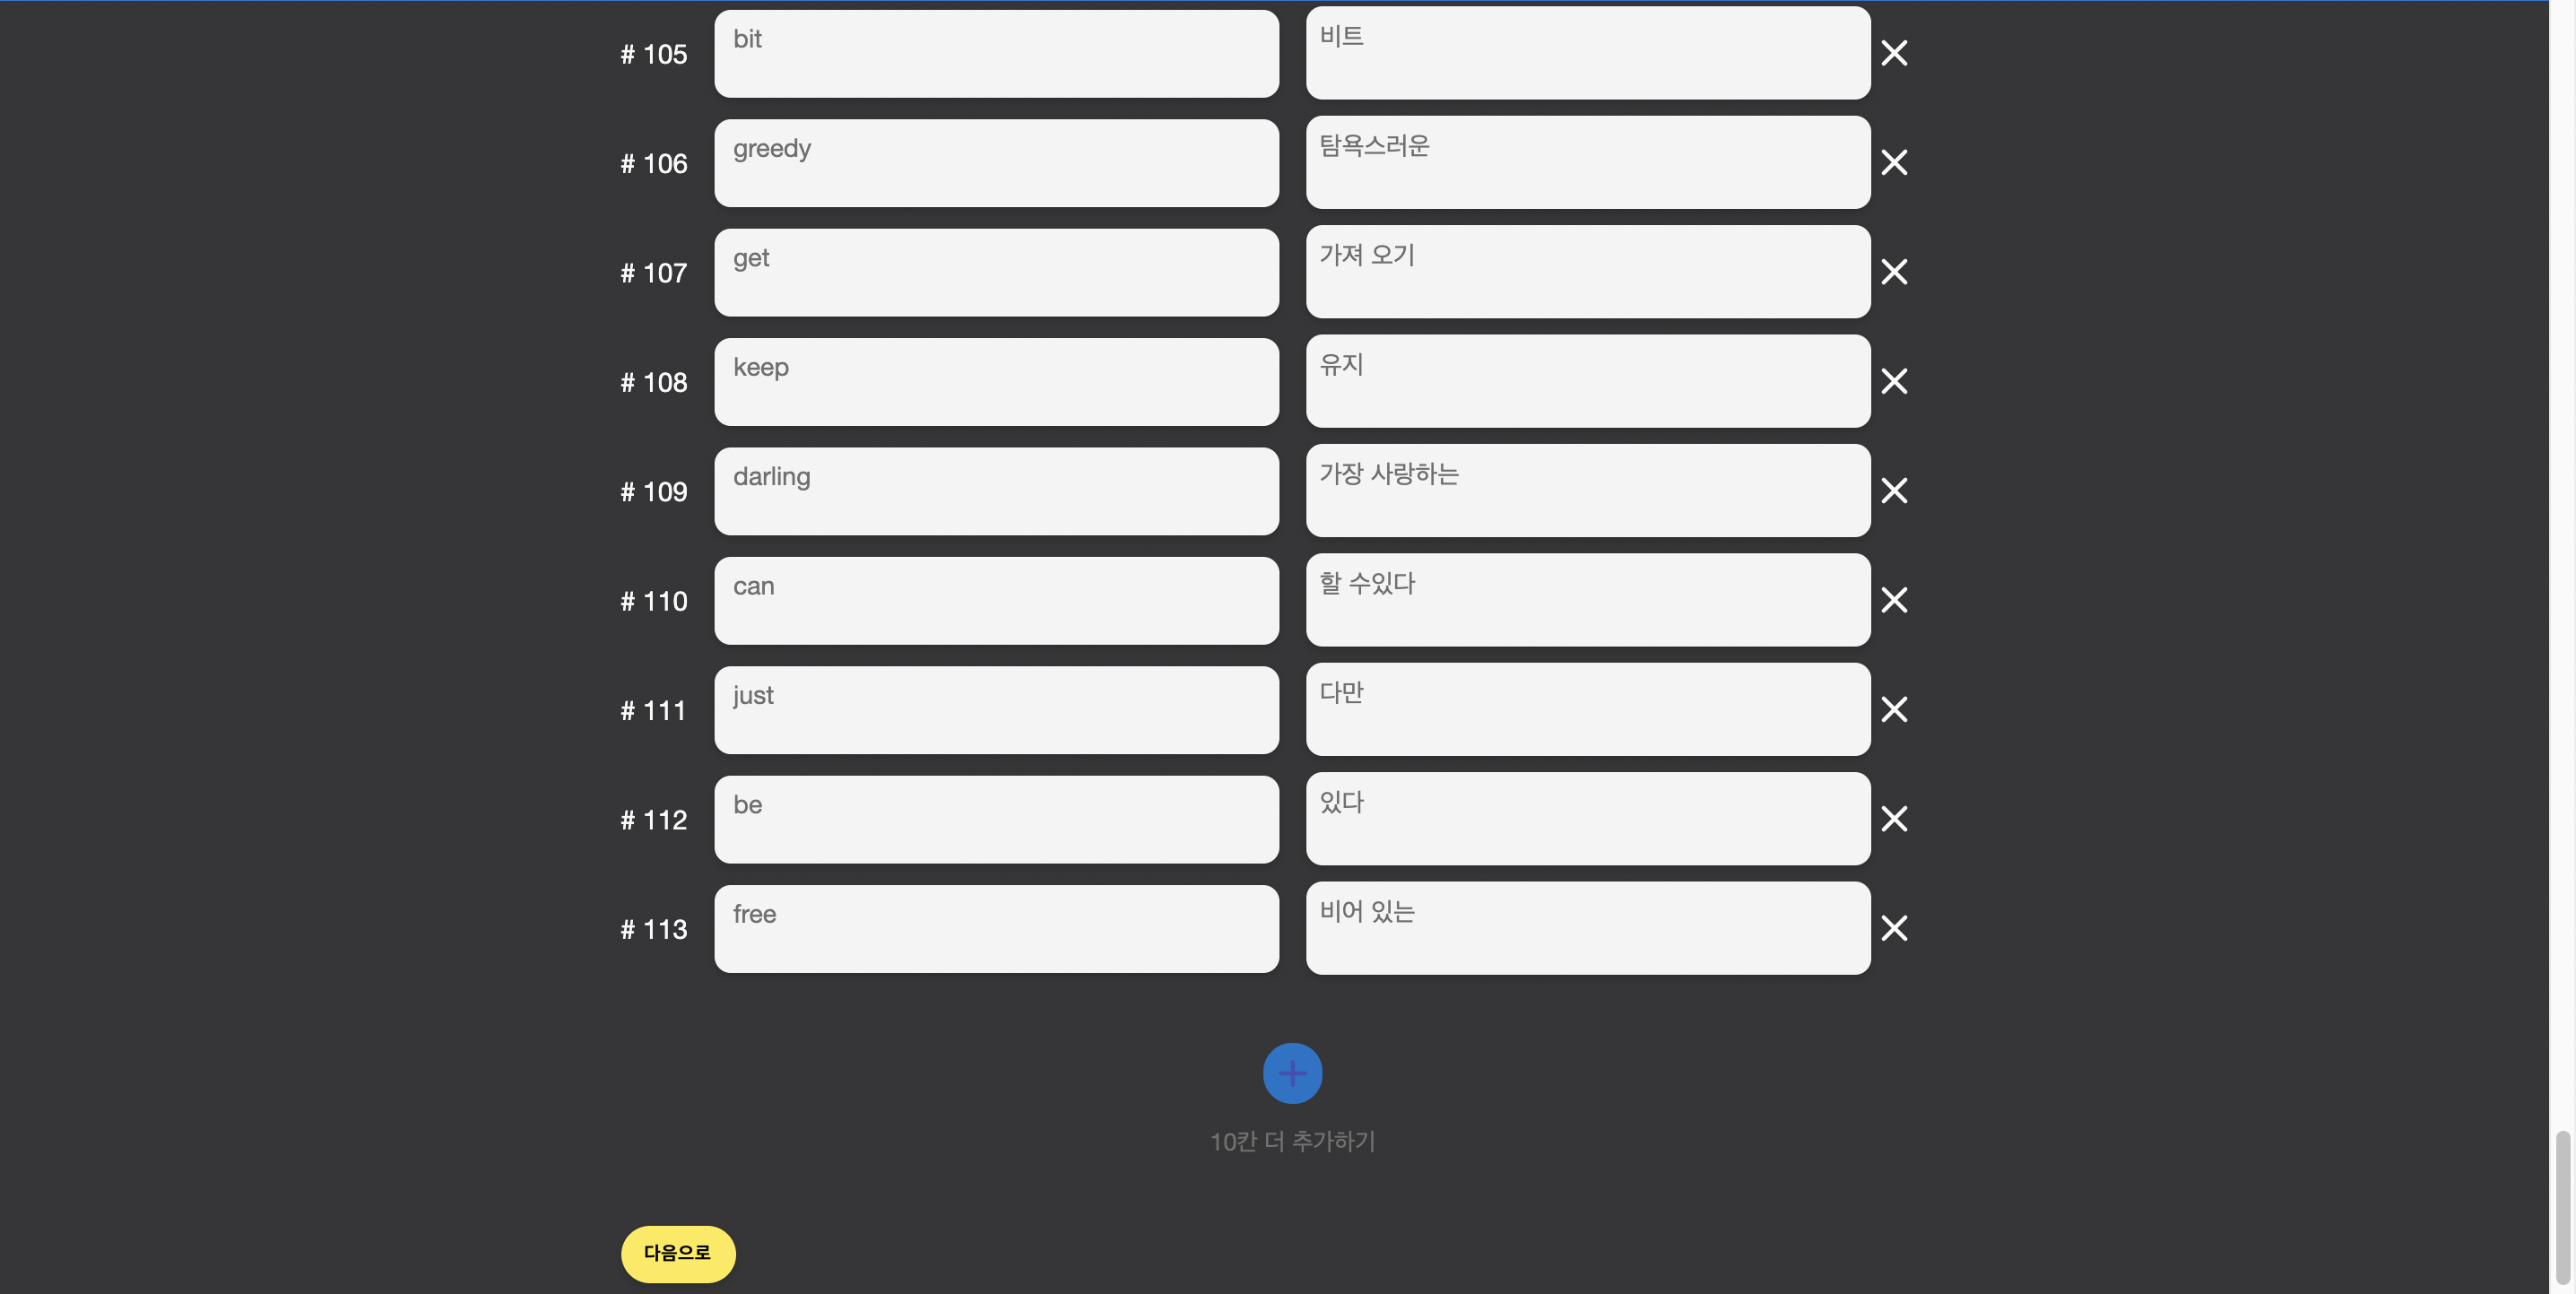 # 105 bit 비트
# 106 greedy 탐욕스러운
# 107 get 가져 오기
# 108 keep 유지
# 109 darling 가장 사랑하는
# 110 can 할 수있다
# 111 just 다만
# 112 be 있다
# 113 free 비어 있는
10칸 더 추가하기
다음으로